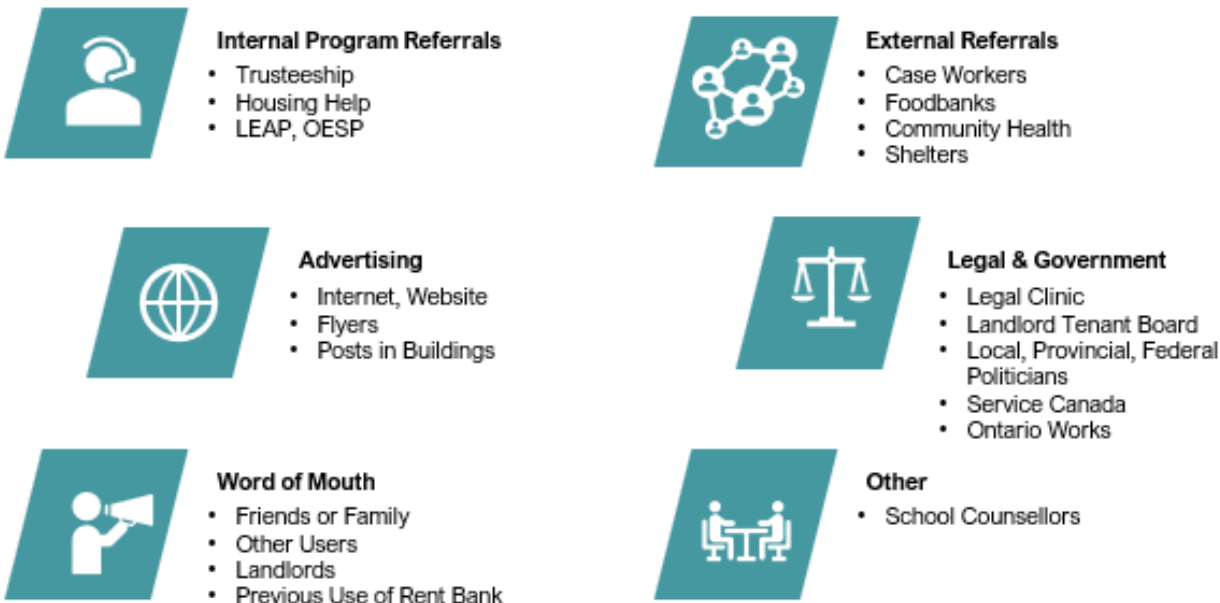 Internal Program Referrals
• Trusteeship
• Housing Help
• LEAP, OESP
External Referrals
• Case Workers
• Foodbanks
• Community Health
• Shelters
Advertising
• Internet, Website
• Flyers
• Posts in Buildings
Legal & Government
• Legal Clinic
• Landlord Tenant Board
• Local, Provincial, Federal
Politicians
• Service Canada
• Ontario Works
Word of Mouth
• Friends or Family
• Other Users
• Landlords
• Previous Use of Rent Bank
Other
• School Counsellors